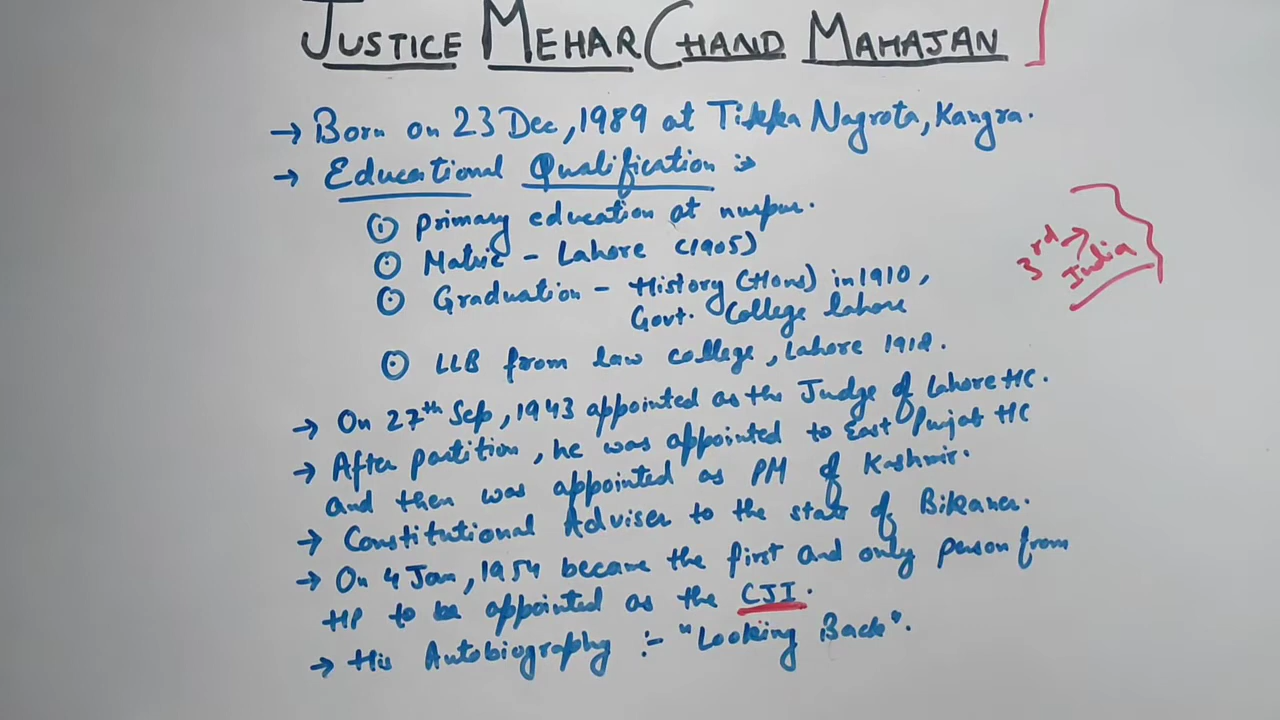 JUSTICE MEHAR CHAND MAHAJAN
→ Born on 23 Dec, 1989 at Tikka Nagrota, Kangra.
→ Educational Qualification :→
① Primary education at nurpur.
⊙ Matric - Lahore (1905)
⊙ Graduation - History (Hons) in 1910,
Govt. College lahore
⊙ LLB from law college, Lahore 1912.
3rd → India
→ On 27th Sep, 1943 appointed as the Judge of Lahore HC.
→ After partition, he was appointed to East Punjab HC
and then was appointed as PM of Kashmir.
→ Constitutional Adviser to the state of Bikaner.
→ On 4 Jan, 1954 became the first and only person from
HP to be appointed as the CJI.
→ His Autobiography :- "Looking Back".